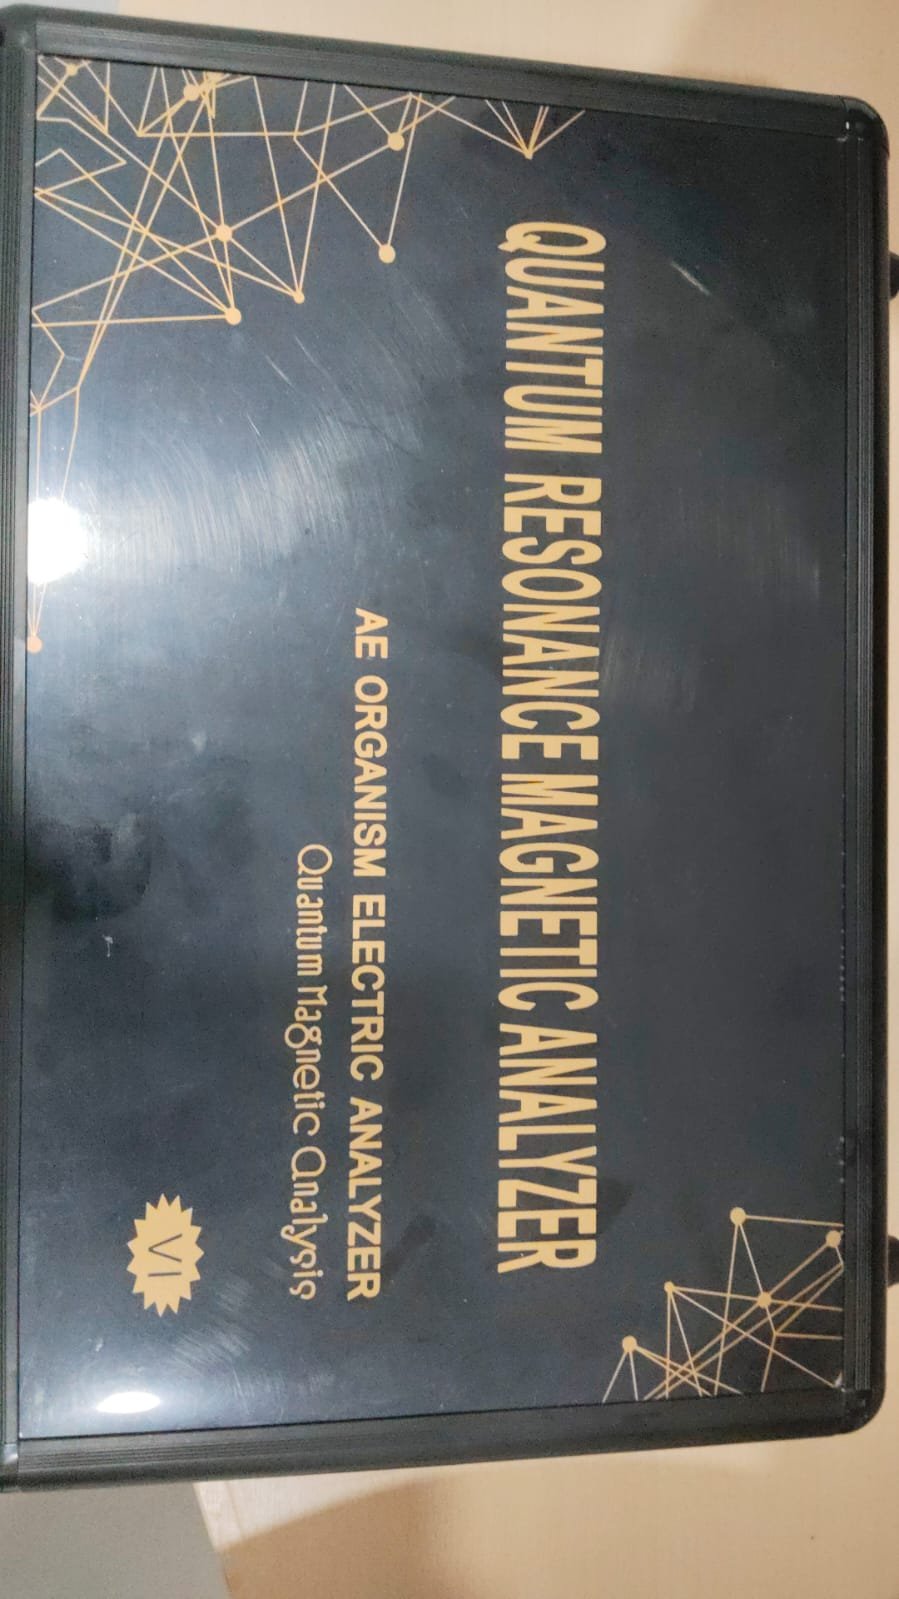 QUANTUM RESONANCE MAGNETIC ANALYZER
AE ORGANISM ELECTRIC ANALYZER
Quantum Magnetic Analysis
VI